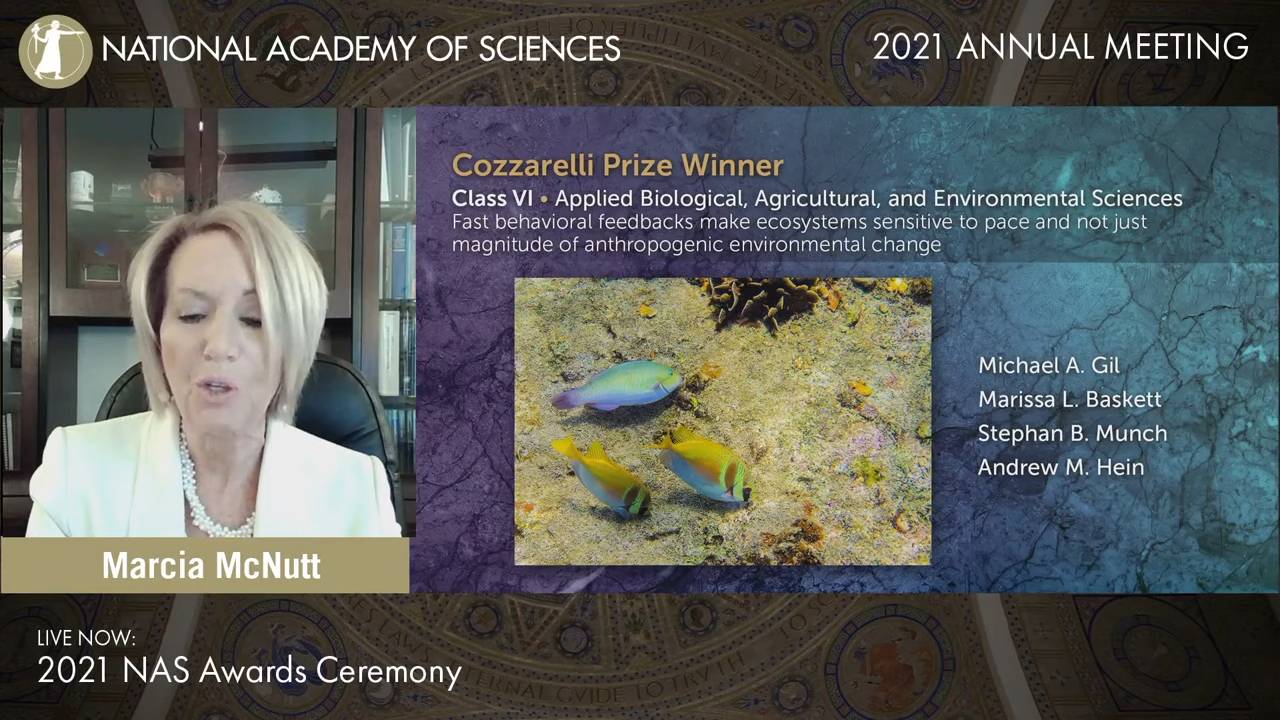 NATIONAL ACADEMY OF SCIENCES
2021 ANNUAL MEETING
Cozzarelli Prize Winner
Class VI • Applied Biological, Agricultural, and Environmental Sciences
Fast behavioral feedbacks make ecosystems sensitive to pace and not just
magnitude of anthropogenic environmental change
Michael A. Gil
Marissa L. Baskett
Stephan B. Munch
Andrew M. Hein
Marcia McNutt
LIVE NOW:
2021 NAS Awards Ceremony